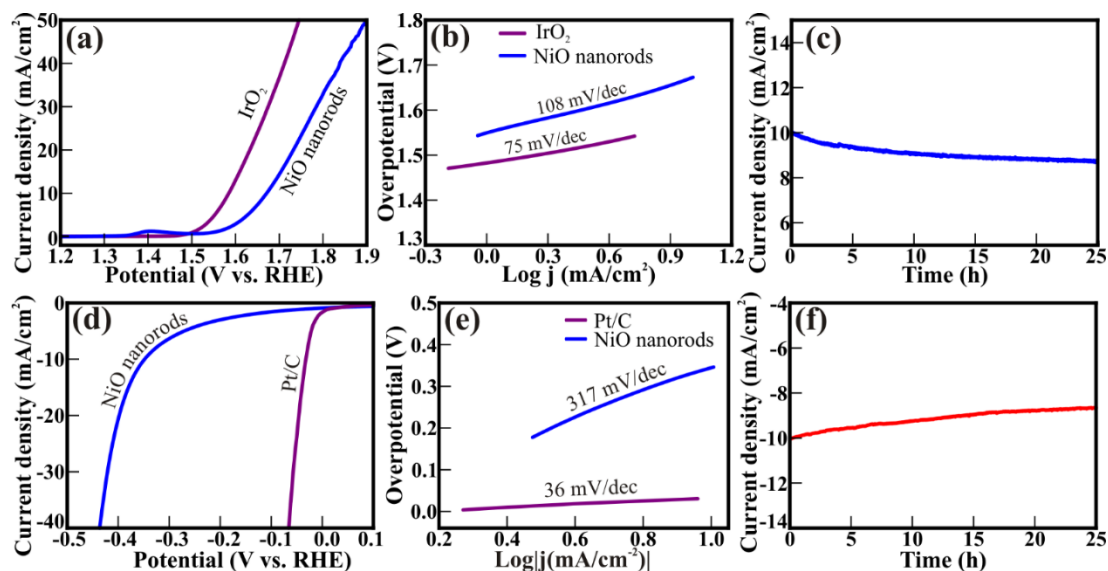 (a)
Current density (mA/cm²)
50
40
30
20
10
0
IrO₂
NiO nanorods
1.2 1.3 1.4 1.5 1.6 1.7 1.8 1.9
Potential (V vs. RHE)
(b)
IrO₂
NiO nanorods
Overpotential (V)
1.8
1.7
1.6
1.5
1.4
1.3
108 mV/dec
75 mV/dec
-0.3 0.0 0.3 0.6 0.9 1.2
Log j (mA/cm²)
(c)
Current density (mA/cm²)
14
12
10
8
6
0 5 10 15 20 25
Time (h)
(d)
Current density (mA/cm²)
0
-10
-20
-30
-40
NiO nanorods
Pt/C
-0.5 -0.4 -0.3 -0.2 -0.1 0.0 0.1
Potential (V vs. RHE)
(e)
Pt/C
NiO nanorods
Overpotential (V)
0.5
0.4
0.3
0.2
0.1
0.0
317 mV/dec
36 mV/dec
0.2 0.4 0.6 0.8 1.0
Log|j(mA/cm⁻²)|
(f)
Current density (mA/cm²)
-4
-6
-8
-10
-12
-14
0 5 10 15 20 25
Time (h)